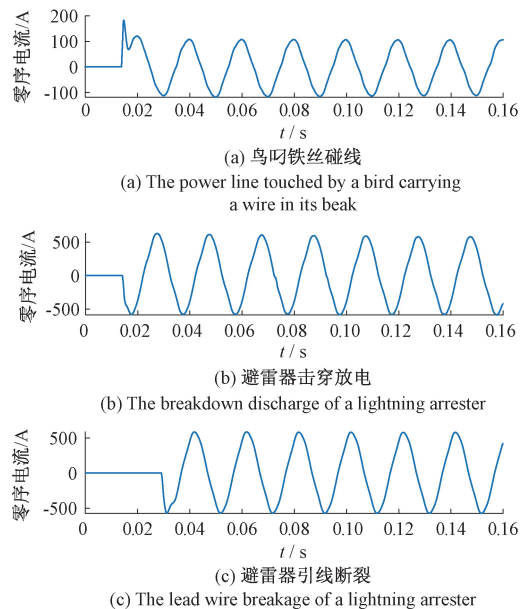 零序电流/A
200
100
0
-100
0 0.02 0.04 0.06 0.08 0.10 0.12 0.14 0.16
t / s
(a) 鸟叼铁丝碰线
(a) The power line touched by a bird carrying
a wire in its beak
零序电流/A
500
0
-500
0 0.02 0.04 0.06 0.08 0.10 0.12 0.14 0.16
t / s
(b) 避雷器击穿放电
(b) The breakdown discharge of a lightning arrester
零序电流/A
500
0
-500
0 0.02 0.04 0.06 0.08 0.10 0.12 0.14 0.16
t / s
(c) 避雷器引线断裂
(c) The lead wire breakage of a lightning arrester